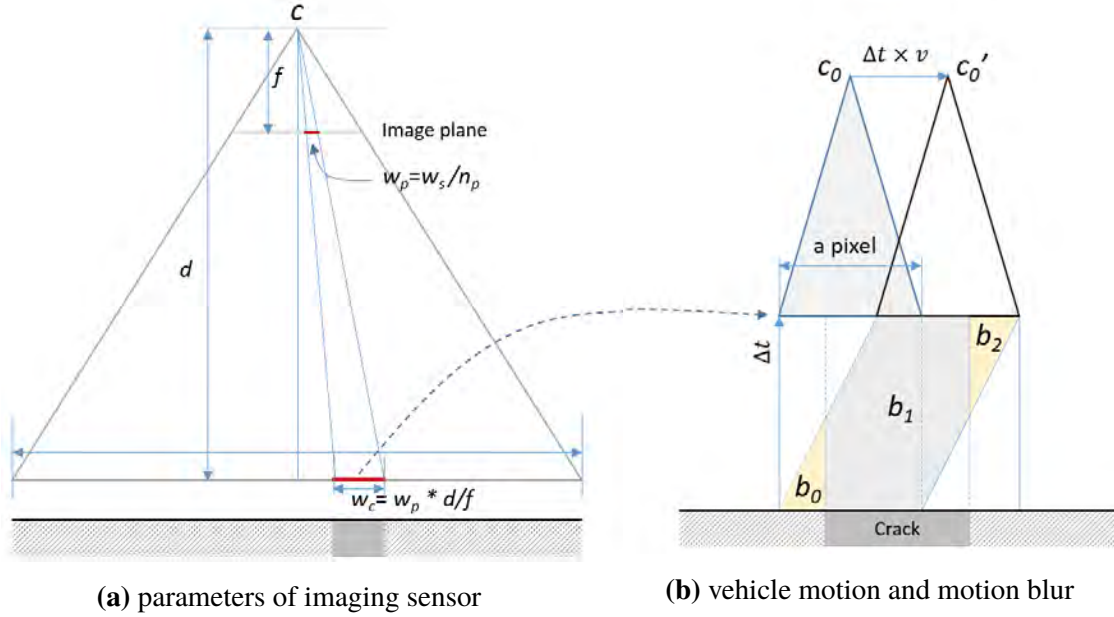 c
f
Image plane
w_p=w_s/n_p
d
w_c= w_p * d/f
(a) parameters of imaging sensor
Δt × v
c_0
c_0'
a pixel
Δt
b_2
b_1
b_0
Crack
(b) vehicle motion and motion blur